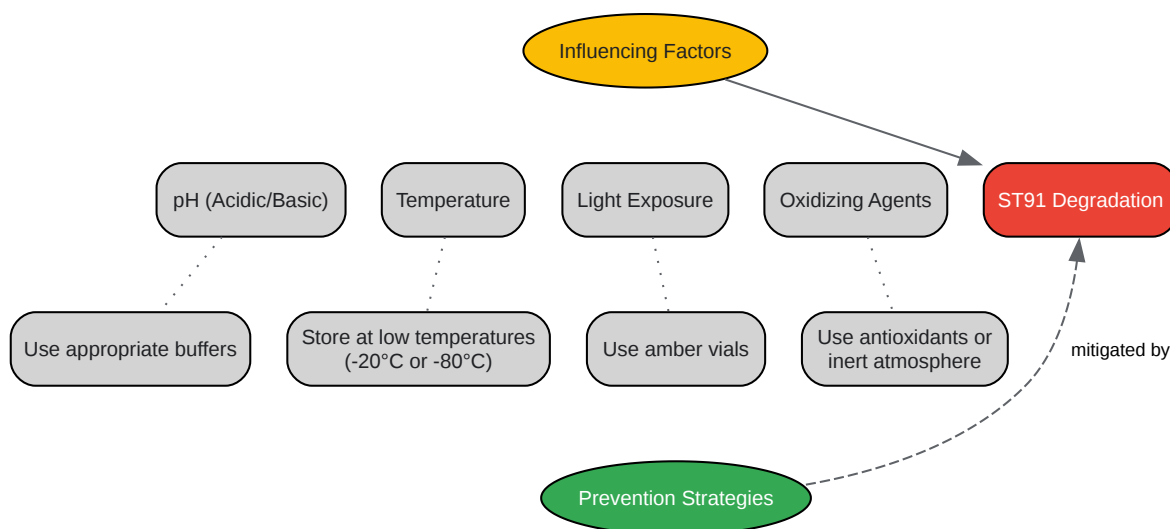 Influencing Factors
pH (Acidic/Basic)
Temperature
Light Exposure
Oxidizing Agents
ST91 Degradation
Use appropriate buffers
Store at low temperatures
(-20°C or -80°C)
Use amber vials
Use antioxidants or
inert atmosphere
mitigated by
Prevention Strategies